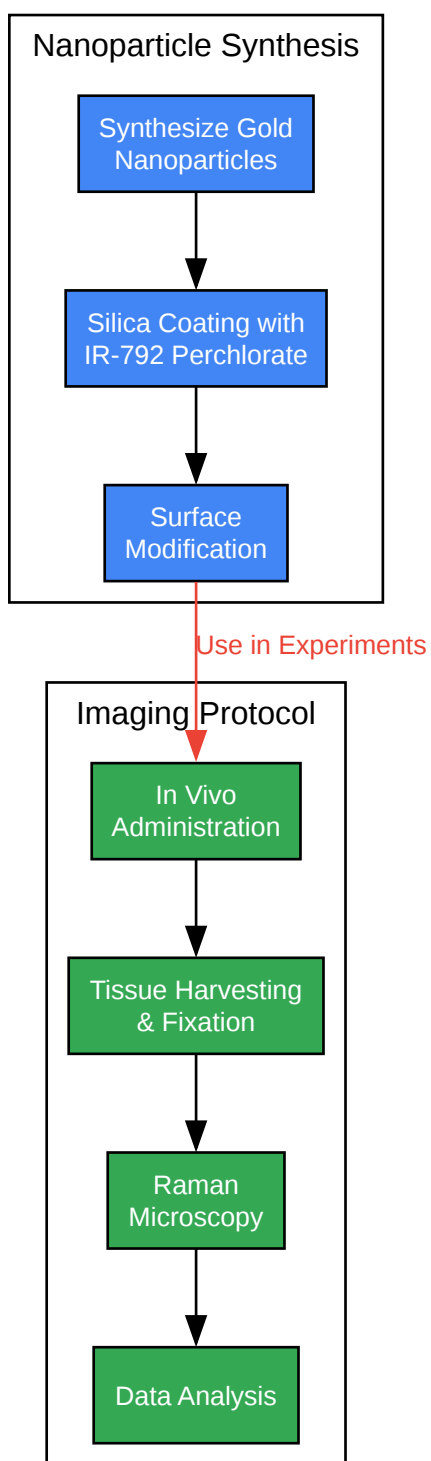 Nanoparticle Synthesis
Synthesize Gold
Nanoparticles
Silica Coating with
IR-792 Perchlorate
Surface
Modification
Use in Experiments
Imaging Protocol
In Vivo
Administration
Tissue Harvesting
& Fixation
Raman
Microscopy
Data Analysis